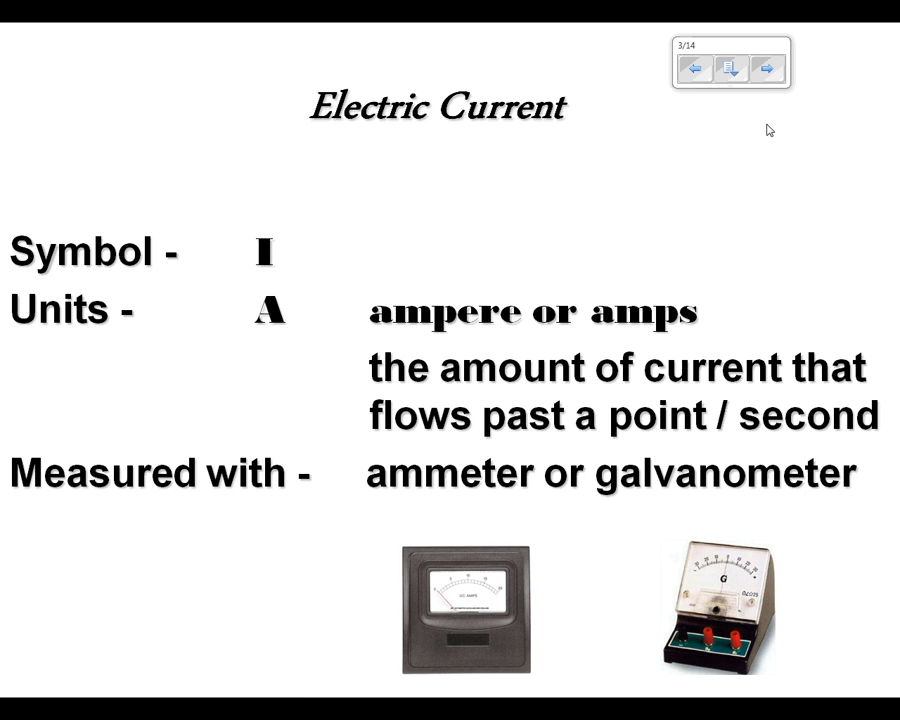 3/14
Electric Current
Symbol - I
Units - A ampere or amps
the amount of current that
flows past a point / second
Measured with - ammeter or galvanometer
G